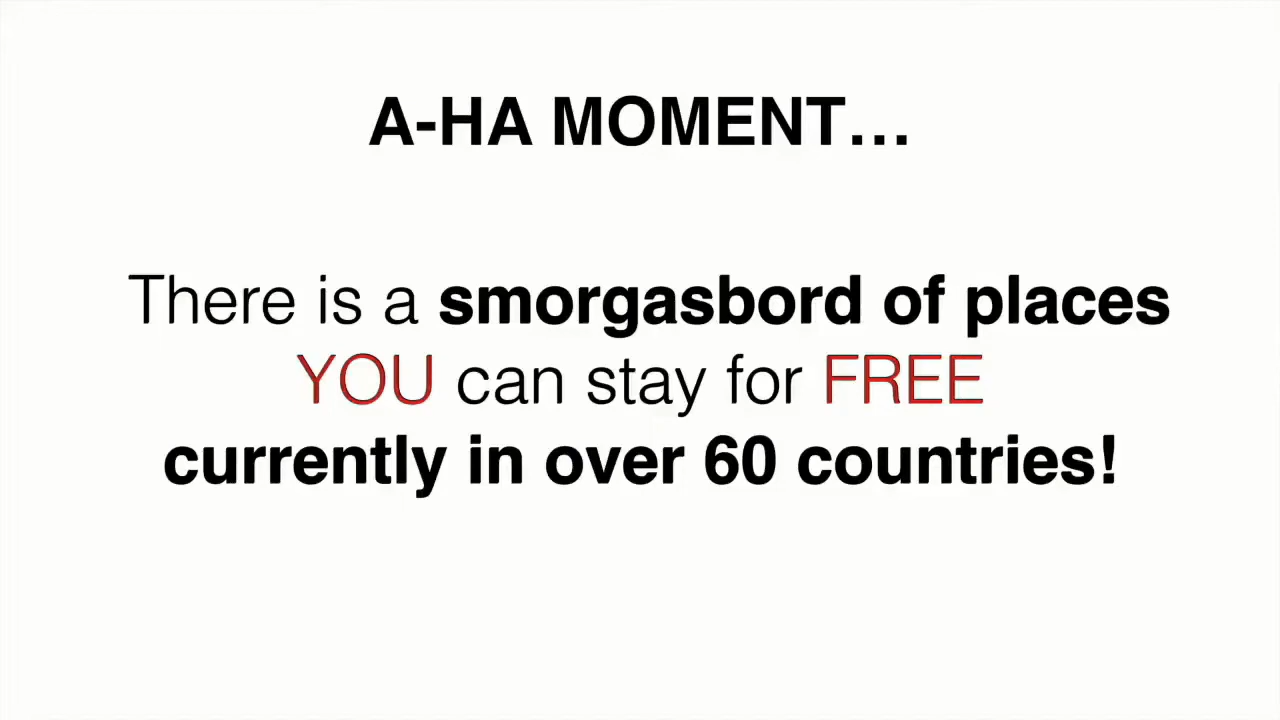 A-HA MOMENT…
There is a smorgasbord of places
YOU can stay for FREE
currently in over 60 countries!